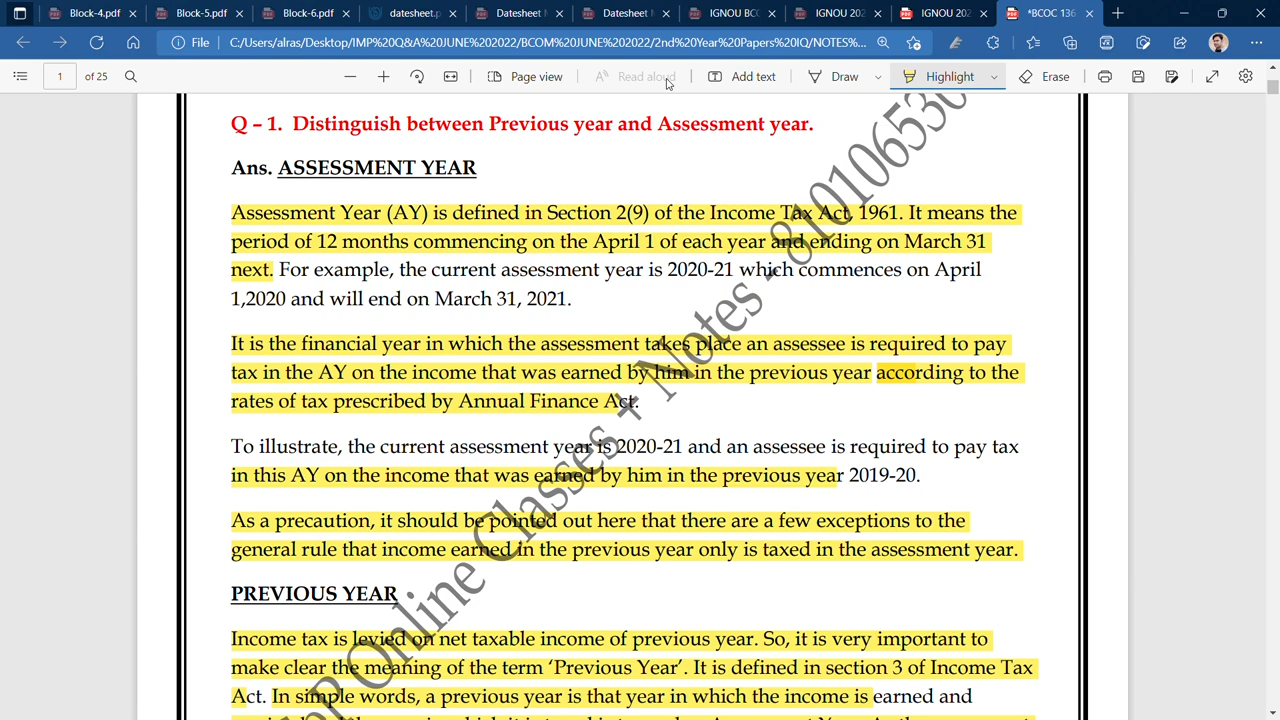 Block-4.pdf
Block-5.pdf
Block-6.pdf
datesheet.p
Datesheet M
Datesheet M
IGNOU BCC
IGNOU 202
IGNOU 202
*BCOC 136
File
C:/Users/alras/Desktop/IMP%20Q&A%20JUNE%202022/BCOM%20JUNE%202022/2nd%20Year%20Papers%20IQ/NOTES%...
1 of 25
Page view
Read aloud
Add text
Draw
Highlight
Erase
Q – 1. Distinguish between Previous year and Assessment year.
Ans. ASSESSMENT YEAR
Assessment Year (AY) is defined in Section 2(9) of the Income Tax Act, 1961. It means the
period of 12 months commencing on the April 1 of each year and ending on March 31
next. For example, the current assessment year is 2020-21 which commences on April
1,2020 and will end on March 31, 2021.
It is the financial year in which the assessment takes place an assessee is required to pay
tax in the AY on the income that was earned by him in the previous year according to the
rates of tax prescribed by Annual Finance Act.
To illustrate, the current assessment year is 2020-21 and an assessee is required to pay tax
in this AY on the income that was earned by him in the previous year 2019-20.
As a precaution, it should be pointed out here that there are a few exceptions to the
general rule that income earned in the previous year only is taxed in the assessment year.
PREVIOUS YEAR
Income tax is levied on net taxable income of previous year. So, it is very important to
make clear the meaning of the term ‘Previous Year’. It is defined in section 3 of Income Tax
Act. In simple words, a previous year is that year in which the income is earned and
Online Classes + Notes - 810106530